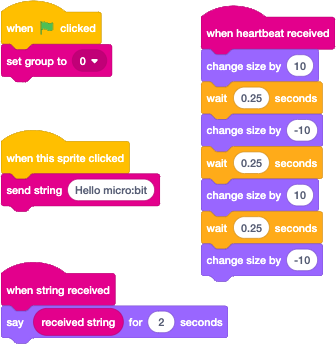 when clicked
set group to 0
when this sprite clicked
send string Hello micro:bit
when string received
say received string for 2 seconds
when heartbeat received
change size by 10
wait 0.25 seconds
change size by -10
wait 0.25 seconds
change size by 10
wait 0.25 seconds
change size by -10